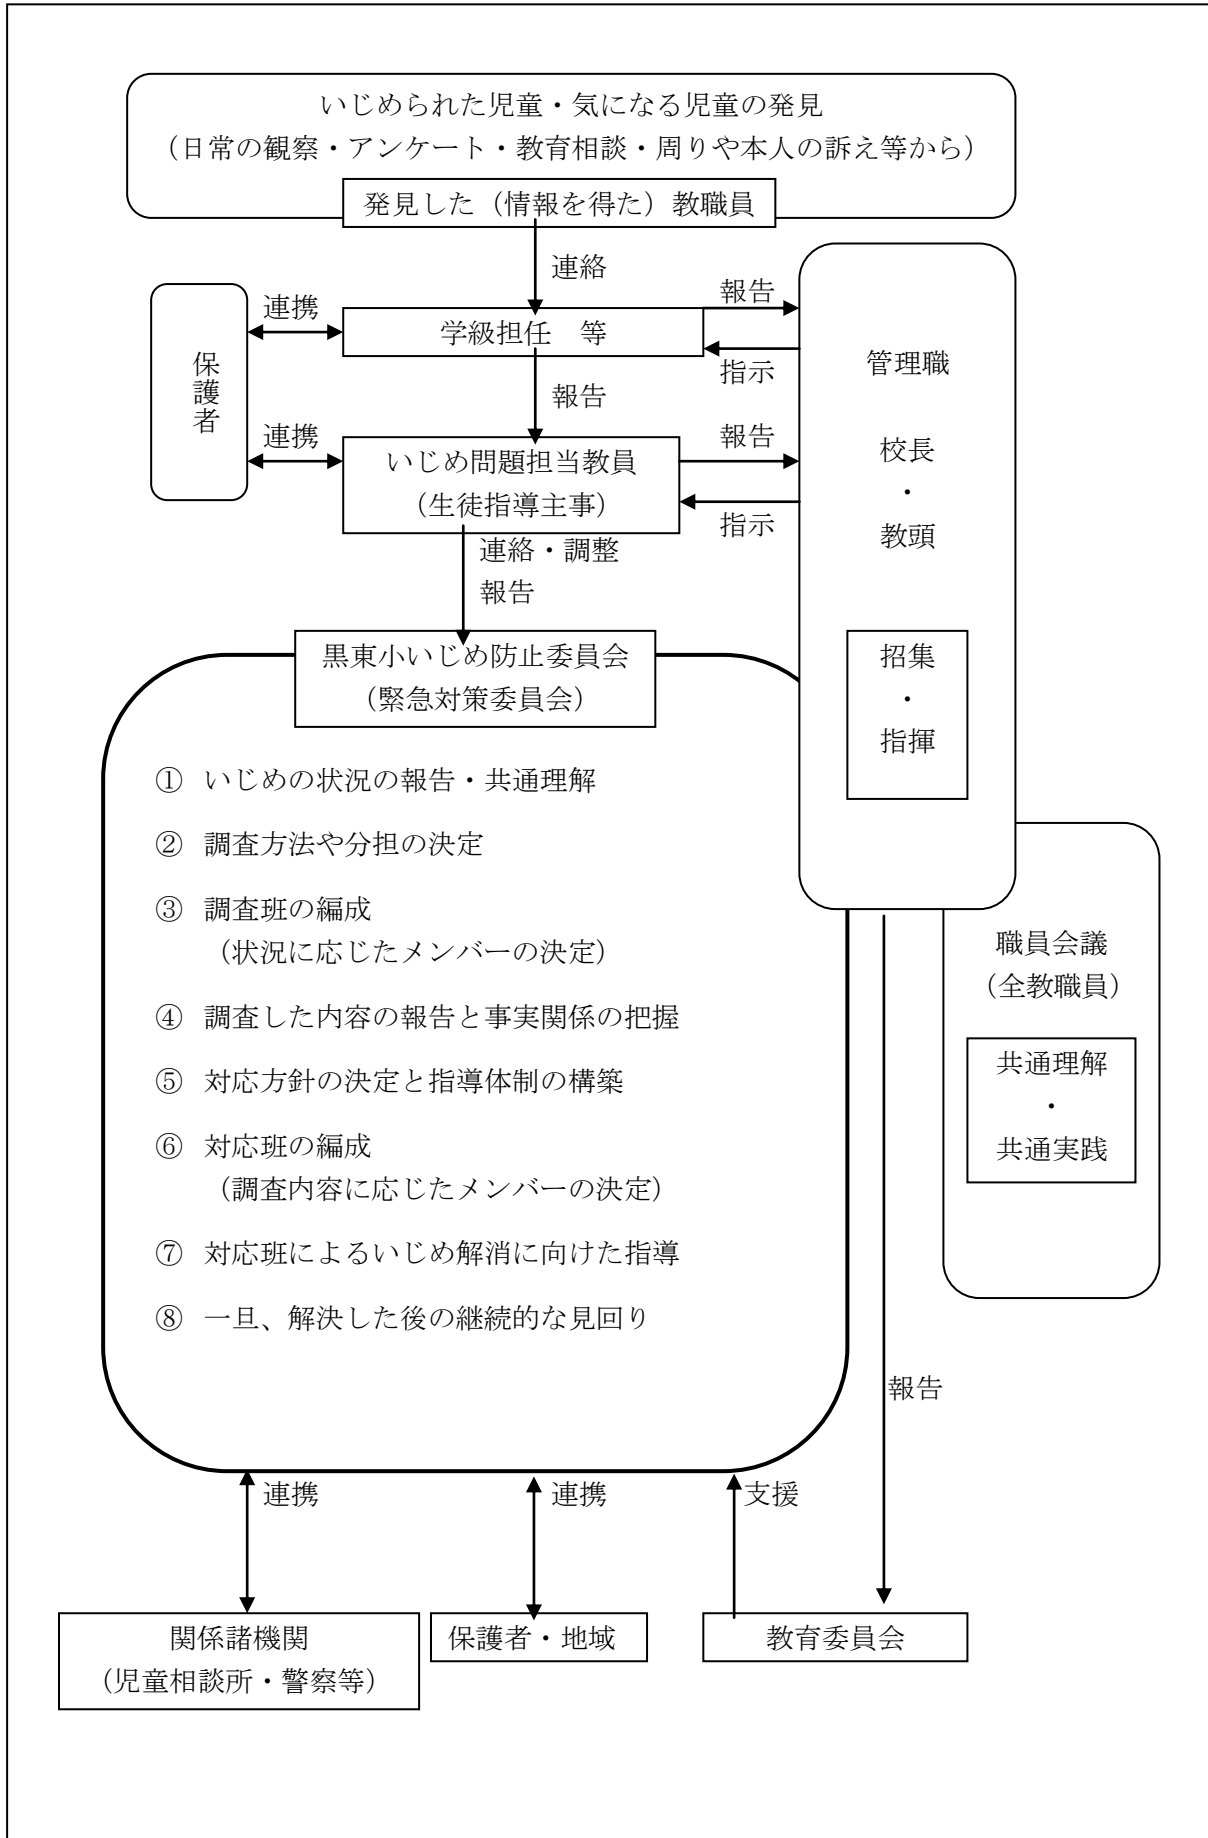 いじめられた児童・気になる児童の発見
（日常の観察・アンケート・教育相談・周りや本人の訴え等から）
発見した（情報を得た）教職員
連絡
連携
学級担任　等
報告
指示
保護者
報告
連携
いじめ問題担当教員
（生徒指導主事）
報告
指示
管理職
校長
・
教頭
招集
・
指揮
連絡・調整
報告
黒東小いじめ防止委員会
（緊急対策委員会）
① いじめの状況の報告・共通理解
② 調査方法や分担の決定
③ 調査班の編成
（状況に応じたメンバーの決定）
④ 調査した内容の報告と事実関係の把握
⑤ 対応方針の決定と指導体制の構築
⑥ 対応班の編成
（調査内容に応じたメンバーの決定）
⑦ 対応班によるいじめ解消に向けた指導
⑧ 一旦、解決した後の継続的な見回り
職員会議
（全教職員）
共通理解
・
共通実践
報告
連携
連携
支援
関係諸機関
（児童相談所・警察等）
保護者・地域
教育委員会